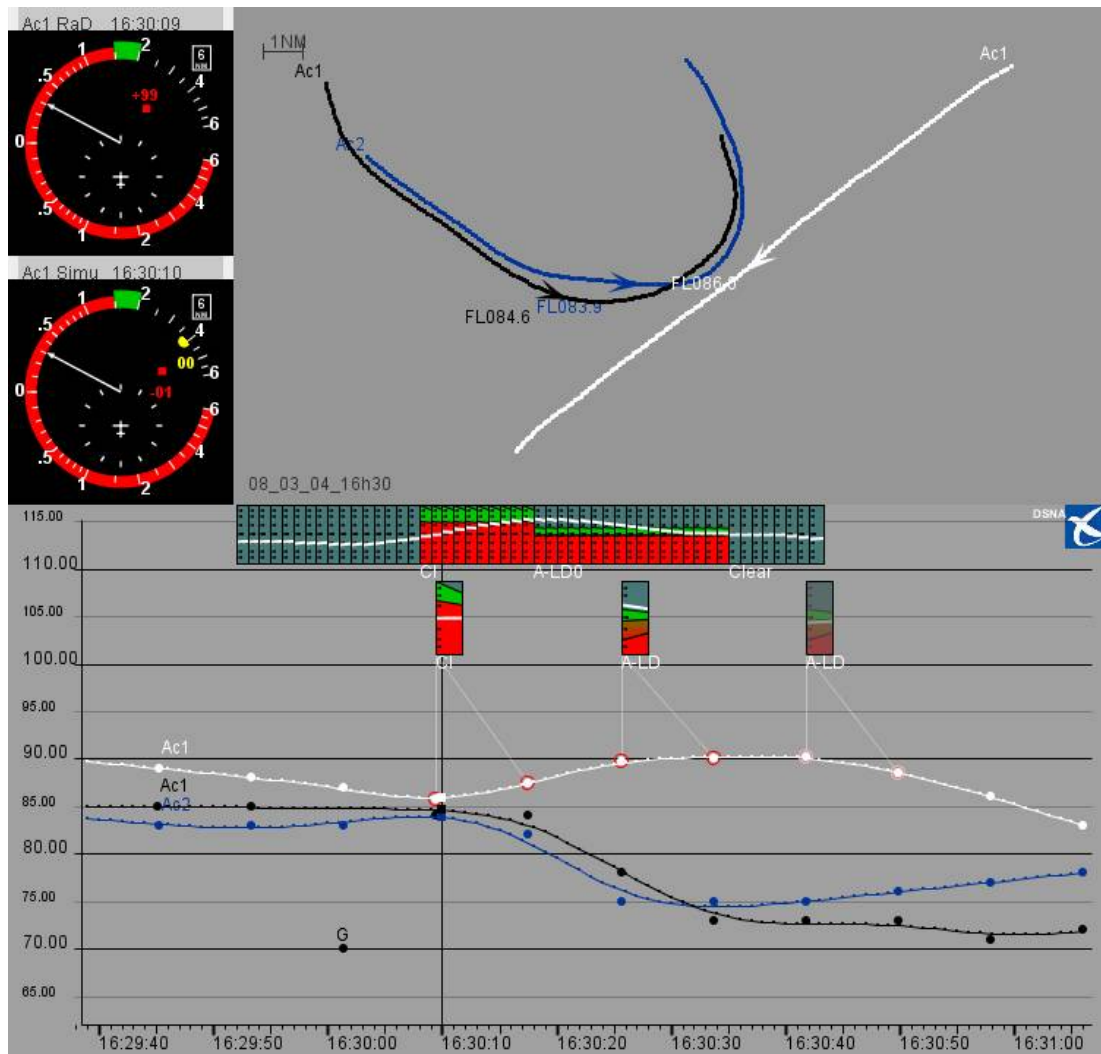 Ac1 RaD 16:30:09
.5 1 2 4 6
6 NM
+99
0
.5 1 2 4 6
Ac1 Simu 16:30:10
.5 1 2 4 6
6 NM
00
-01
0
.5 1 2 4 6
1NM
Ac1
Ac1
Ac2
FL086.
FL084.6
FL083.9
08_03_04_16h30
DSNA
115.00
110.00
105.00
100.00
95.00
90.00
85.00
80.00
75.00
70.00
65.00
Cl A-LD0 Clear
Cl A-LD A-LD
Ac1
Ac1
Ac2
G
16:29:40 16:29:50 16:30:00 16:30:10 16:30:20 16:30:30 16:30:40 16:30:50 16:31:00